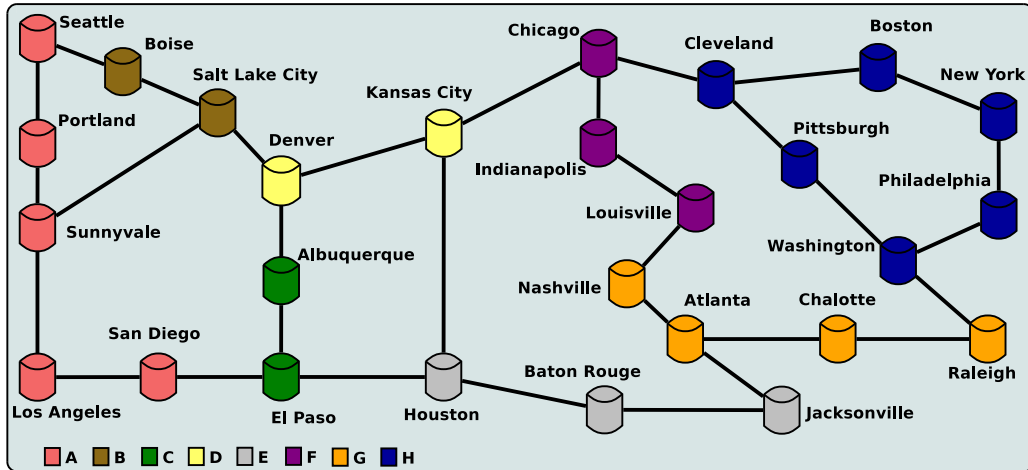 Seattle
Boise
Salt Lake City
Portland
Sunnyvale
Denver
Kansas City
Chicago
Cleveland
Boston
New York
Pittsburgh
Indianapolis
Philadelphia
Louisville
Washington
Albuquerque
Nashville
Atlanta
Chalotte
San Diego
Raleigh
Baton Rouge
Los Angeles
El Paso
Houston
Jacksonville
A B C D E F G H